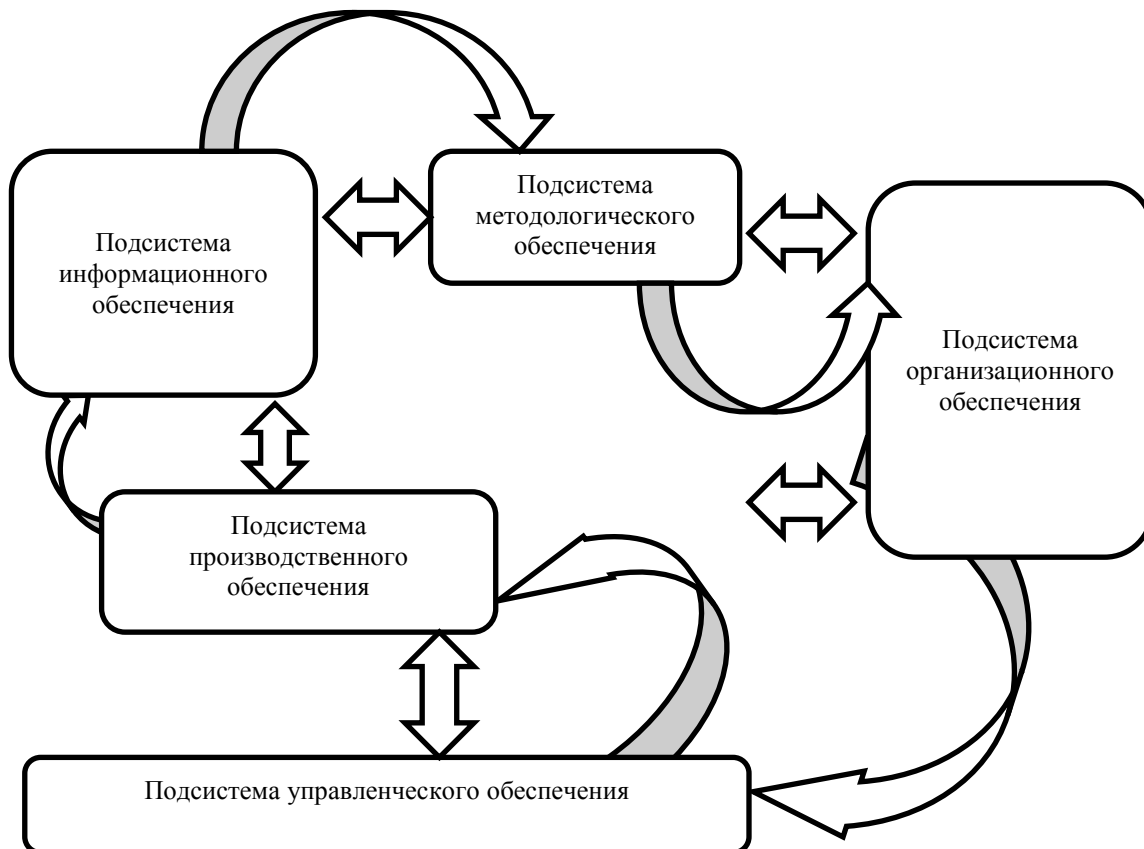 Подсистема
методологического
обеспечения
Подсистема
информационного
обеспечения
Подсистема
организационного
обеспечения
Подсистема
производственного
обеспечения
Подсистема управленческого обеспечения